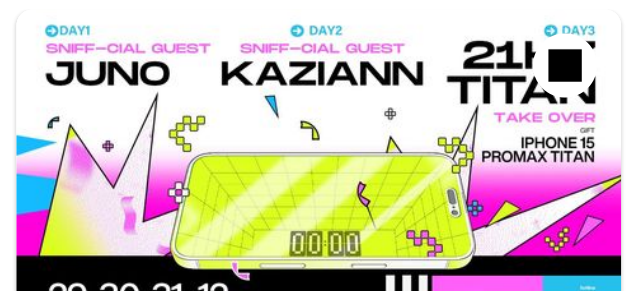 DAY1
SNIFF-CIAL GUEST
JUNO
DAY2
SNIFF-CIAL GUEST
KAZIANN
DAY3
TITAN
TAKE OVER
GIFT
IPHONE 15
PROMAX TITAN
00:00